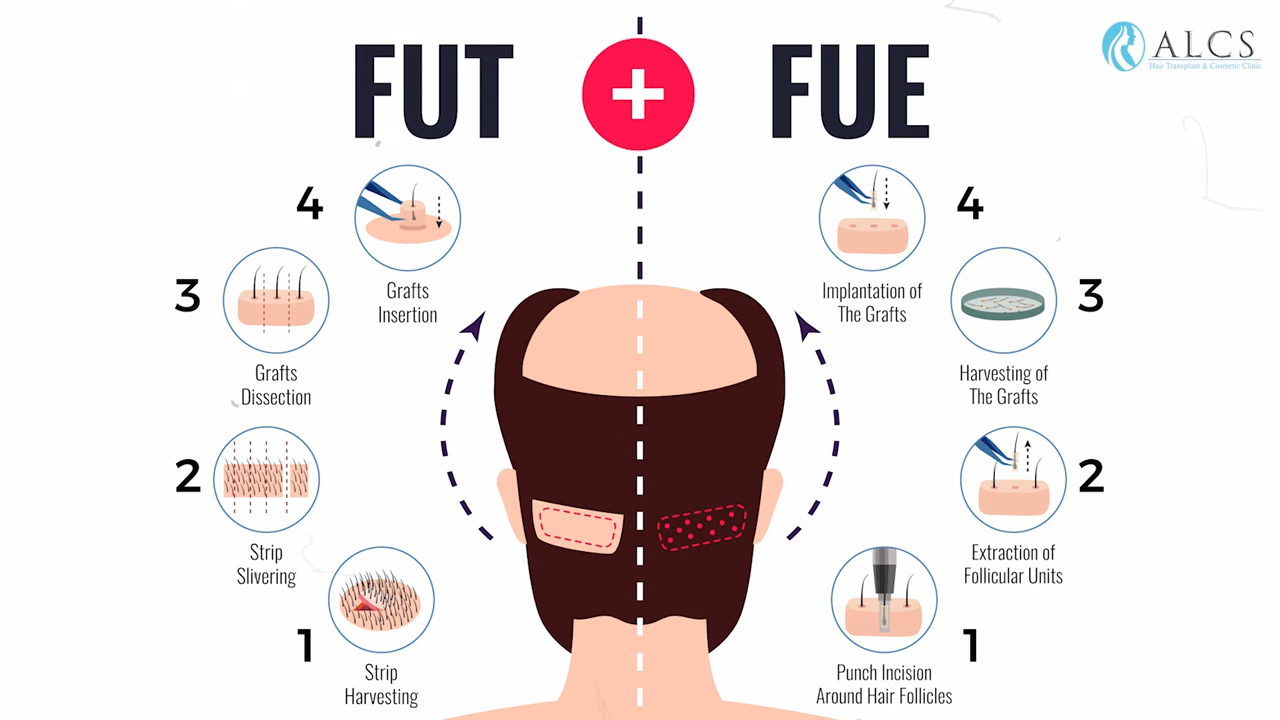 FUT
FUE
ALCS
Hair Transplant & Cosmetic Clinic
4
Grafts
Insertion
3
Grafts
Dissection
2
Strip
Slivering
1
Strip
Harvesting
4
Implantation of
The Grafts
3
Harvesting of
The Grafts
2
Extraction of
Follicular Units
1
Punch Incision
Around Hair Follicles